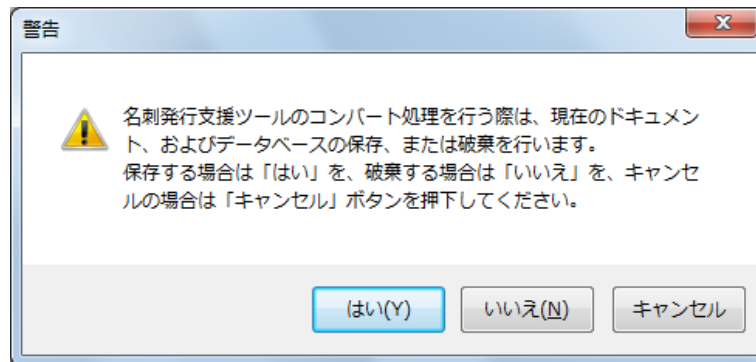 警告
名刺発行支援ツールのコンバート処理を行う際は、現在のドキュメン
ト、およびデータベースの保存、または破棄を行います。
保存する場合は「はい」を、破棄する場合は「いいえ」を、キャンセ
ルの場合は「キャンセル」ボタンを押下してください。
はい(Y) いいえ(N) キャンセル